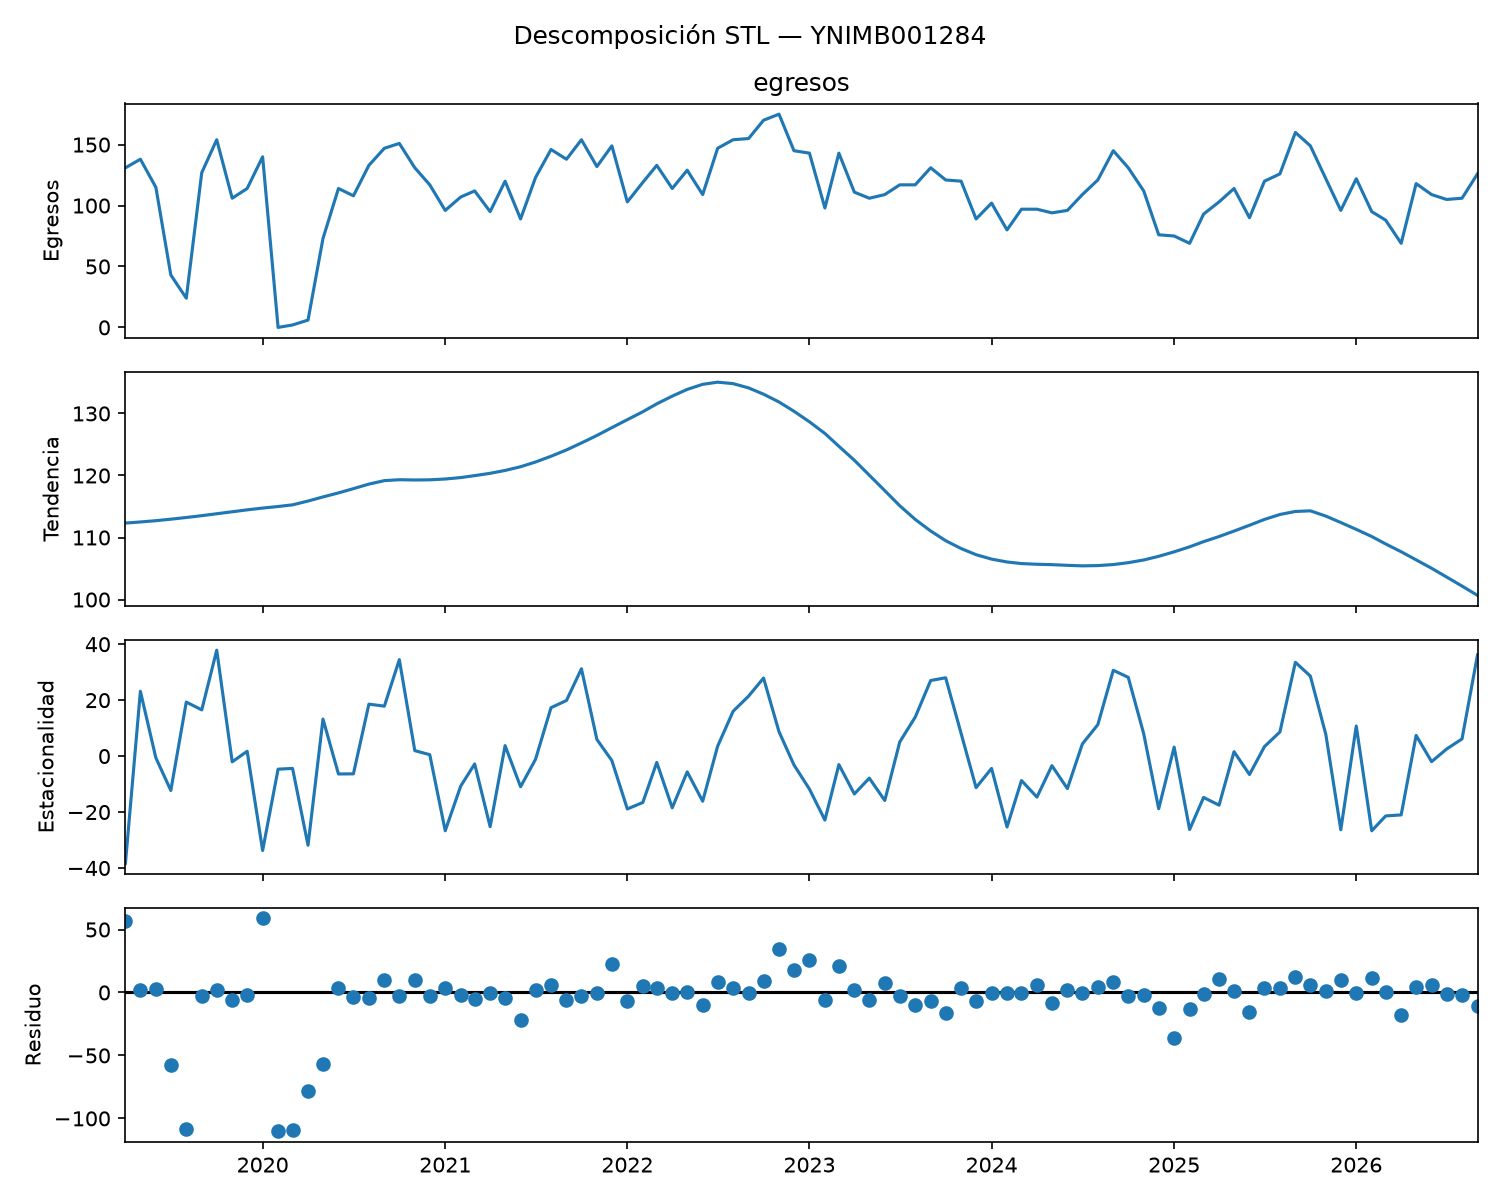 Descomposición STL — YNIMB001284
egresos
Egresos
150
100
50
0
Tendencia
130
120
110
100
Estacionalidad
40
20
0
−20
−40
Residuo
50
0
−50
−100
2020 2021 2022 2023 2024 2025 2026